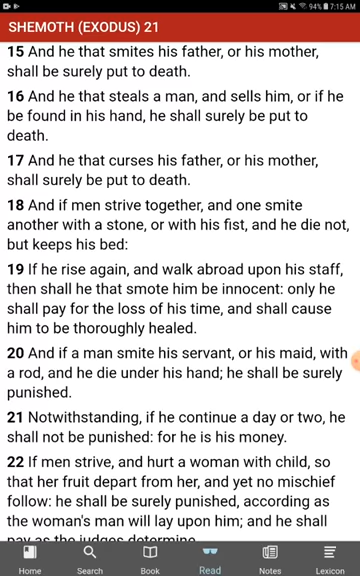 94% 7:15 AM
SHEMOTH (EXODUS) 21
15 And he that smites his father, or his mother,
shall be surely put to death.
16 And he that steals a man, and sells him, or if he
be found in his hand, he shall surely be put to
death.
17 And he that curses his father, or his mother,
shall surely be put to death.
18 And if men strive together, and one smite
another with a stone, or with his fist, and he die not,
but keeps his bed:
19 If he rise again, and walk abroad upon his staff,
then shall he that smote him be innocent: only he
shall pay for the loss of his time, and shall cause
him to be thoroughly healed.
20 And if a man smite his servant, or his maid, with
a rod, and he die under his hand; he shall be surely
punished.
21 Notwithstanding, if he continue a day or two, he
shall not be punished: for he is his money.
22 If men strive, and hurt a woman with child, so
that her fruit depart from her, and yet no mischief
follow: he shall be surely punished, according as
the woman's man will lay upon him; and he shall
pay as the judges determine.
Home Search Book Read Notes Lexicon